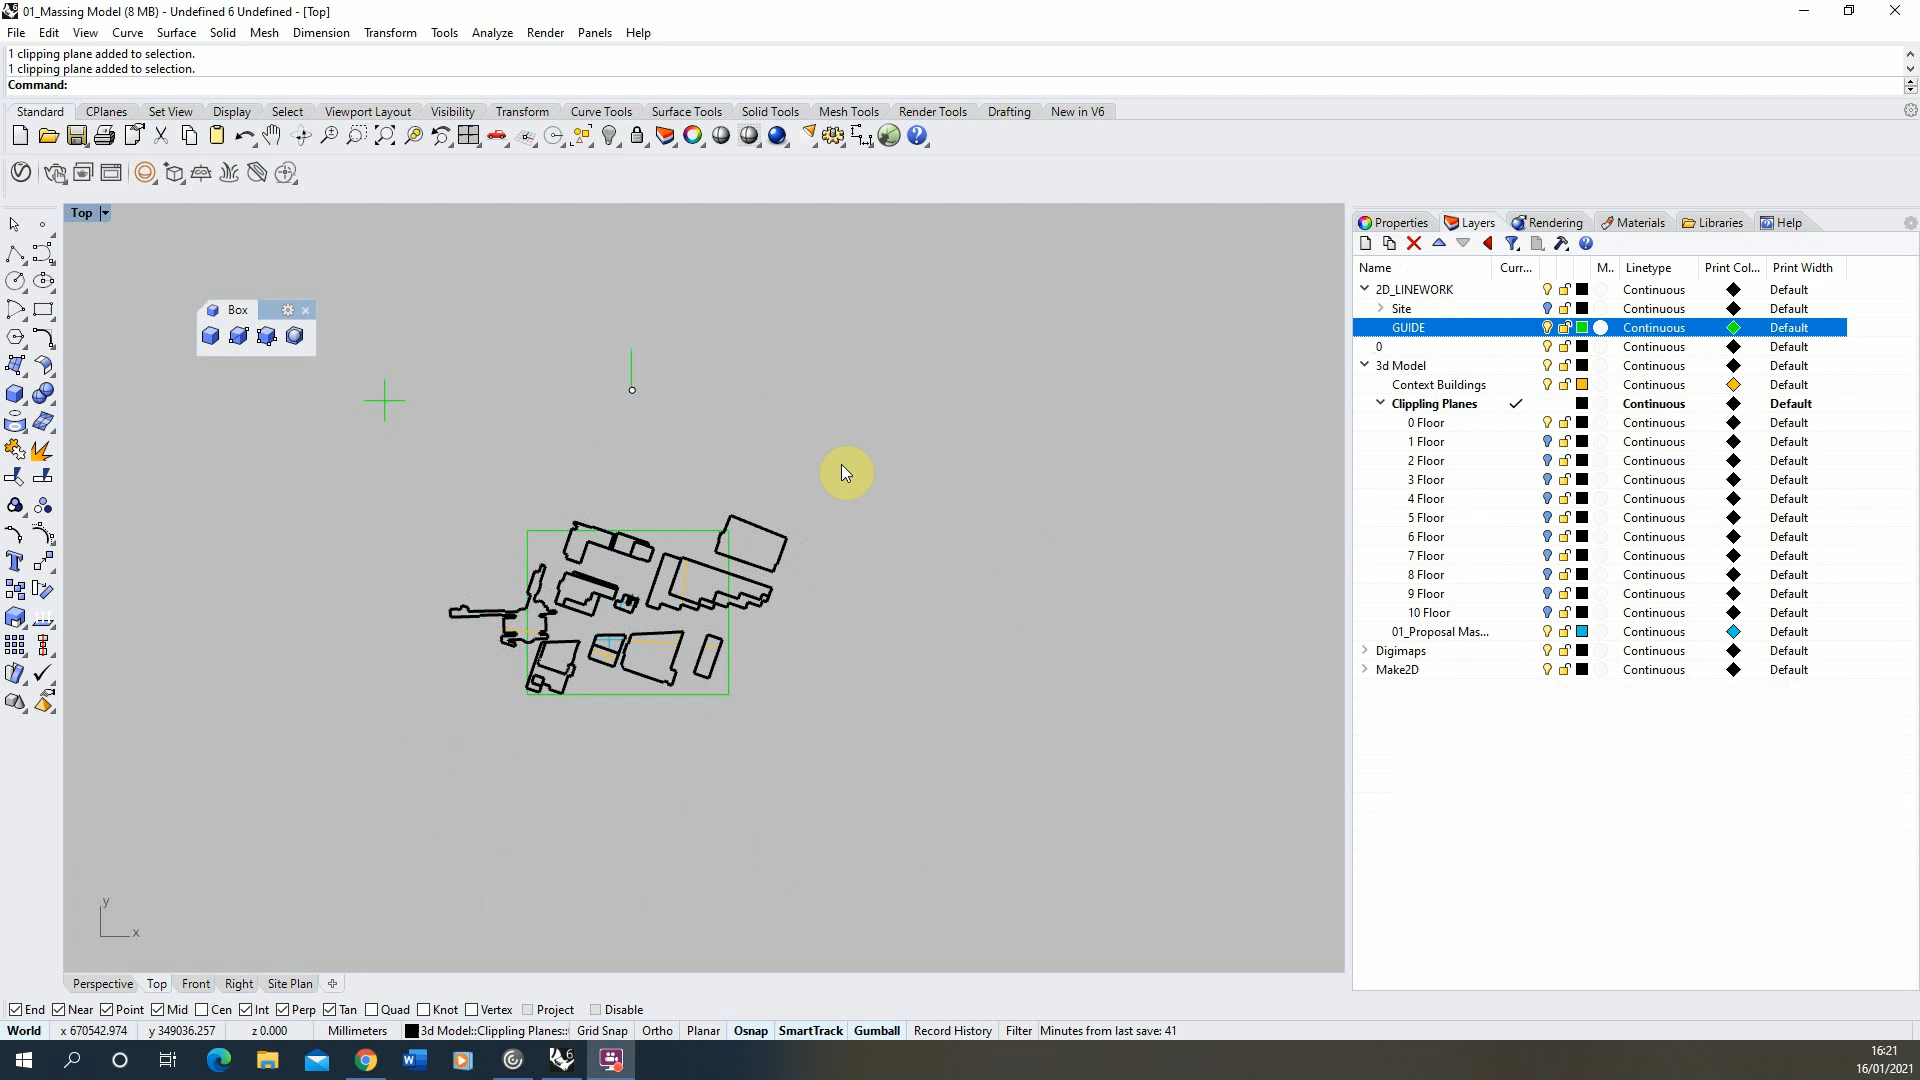 01_Massing Model (8 MB) - Undefined 6 Undefined - [Top]
File Edit View Curve Surface Solid Mesh Dimension Transform Tools Analyze Render Panels Help
1 clipping plane added to selection.
1 clipping plane added to selection.
Command:
Standard CPlanes Set View Display Select Viewport Layout Visibility Transform Curve Tools Surface Tools Solid Tools Mesh Tools Render Tools Drafting New in V6
Top
Properties Layers Rendering Materials Libraries Help
Name Curr... M.. Linetype Print Col... Print Width
2D_LINEWORK Continuous Default
Site Continuous Default
GUIDE Continuous Default
0 Continuous Default
3d Model Continuous Default
Context Buildings Continuous Default
Clippling Planes Continuous Default
0 Floor Continuous Default
1 Floor Continuous Default
2 Floor Continuous Default
3 Floor Continuous Default
4 Floor Continuous Default
5 Floor Continuous Default
6 Floor Continuous Default
7 Floor Continuous Default
8 Floor Continuous Default
9 Floor Continuous Default
10 Floor Continuous Default
01_Proposal Mas... Continuous Default
Digimaps Continuous Default
Make2D Continuous Default
Box
y
x
Perspective Top Front Right Site Plan
End Near Point Mid Cen Int Perp Tan Quad Knot Vertex Project Disable
World x 670542.974 y 349036.257 z 0.000 Millimeters 3d Model::Clippling Planes:: Grid Snap Ortho Planar Osnap SmartTrack Gumball Record History Filter Minutes from last save: 41
16:21
16/01/2021